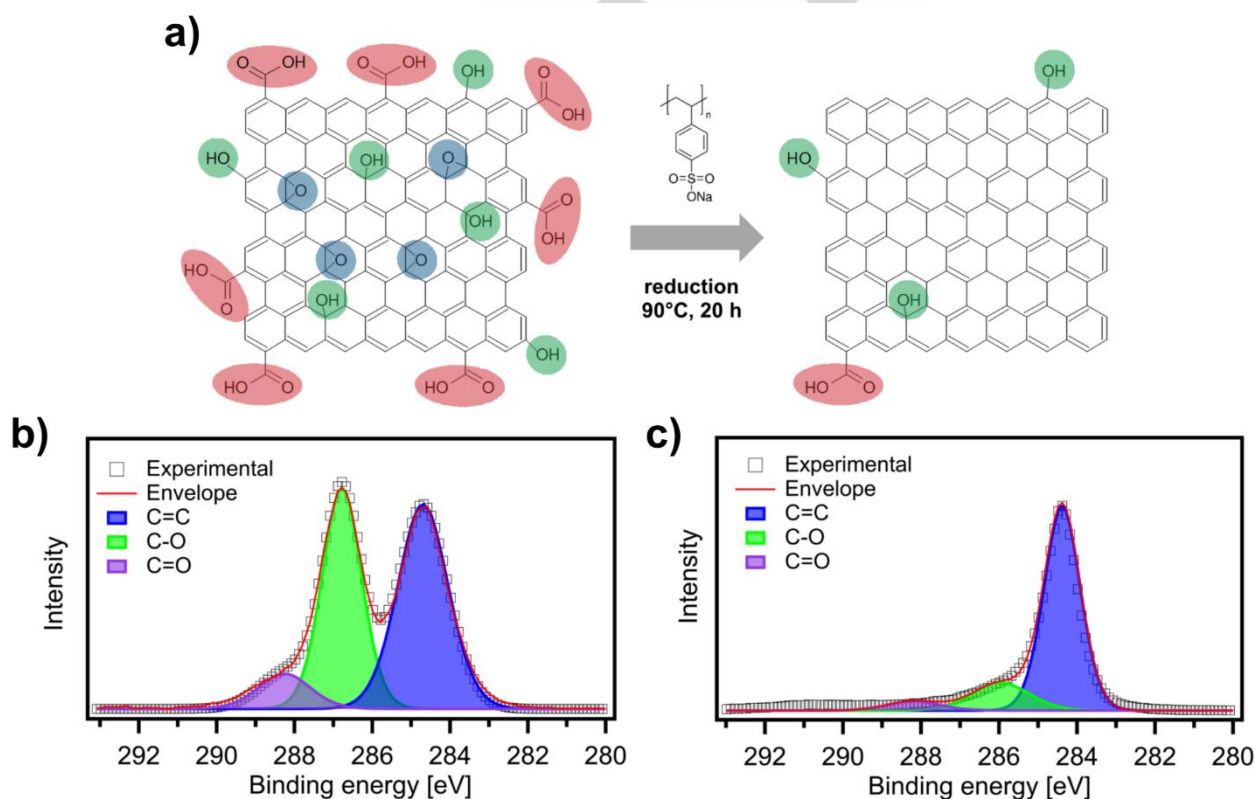 a)
O OH
O OH
OH
O
OH
HO
OH
O
O
OH
O
OH
HO
O
O
O
OH
OH
HO O
HO O
n
O=S=O
ONa
reduction
90°C, 20 h
OH
HO
OH
HO O
b)
Experimental
Envelope
C=C
C-O
C=O
Intensity
292 290 288 286 284 282 280
Binding energy [eV]
c)
Experimental
Envelope
C=C
C-O
C=O
Intensity
292 290 288 286 284 282 280
Binding energy [eV]